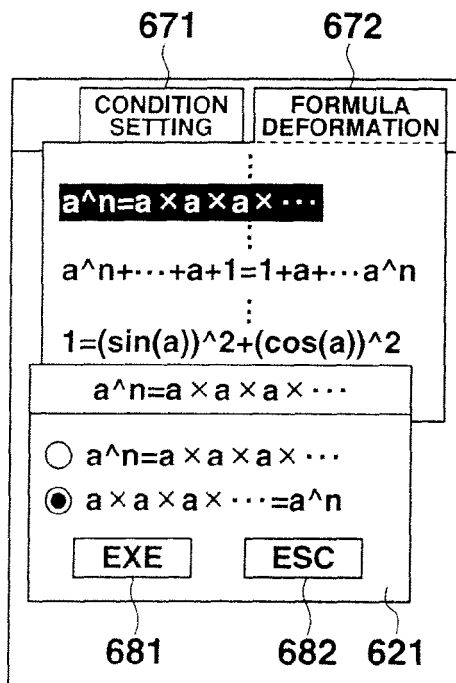 671 672
CONDITION SETTING
FORMULA DEFORMATION
a^n=a×a×a×···
a^n+···+a+1=1+a+···a^n
1=(sin(a))^2+(cos(a))^2
a^n=a×a×a×···
a^n=a×a×a×···
a×a×a×···=a^n
EXE ESC
681 682 621